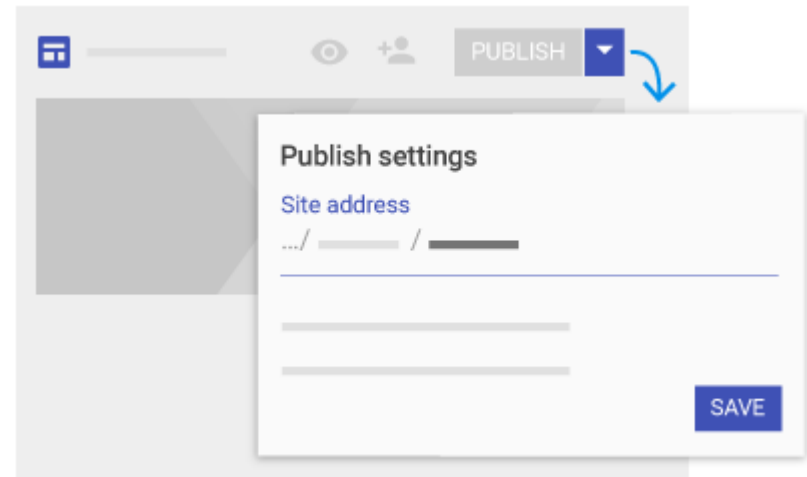 PUBLISH
Publish settings
Site address
.../ /
SAVE